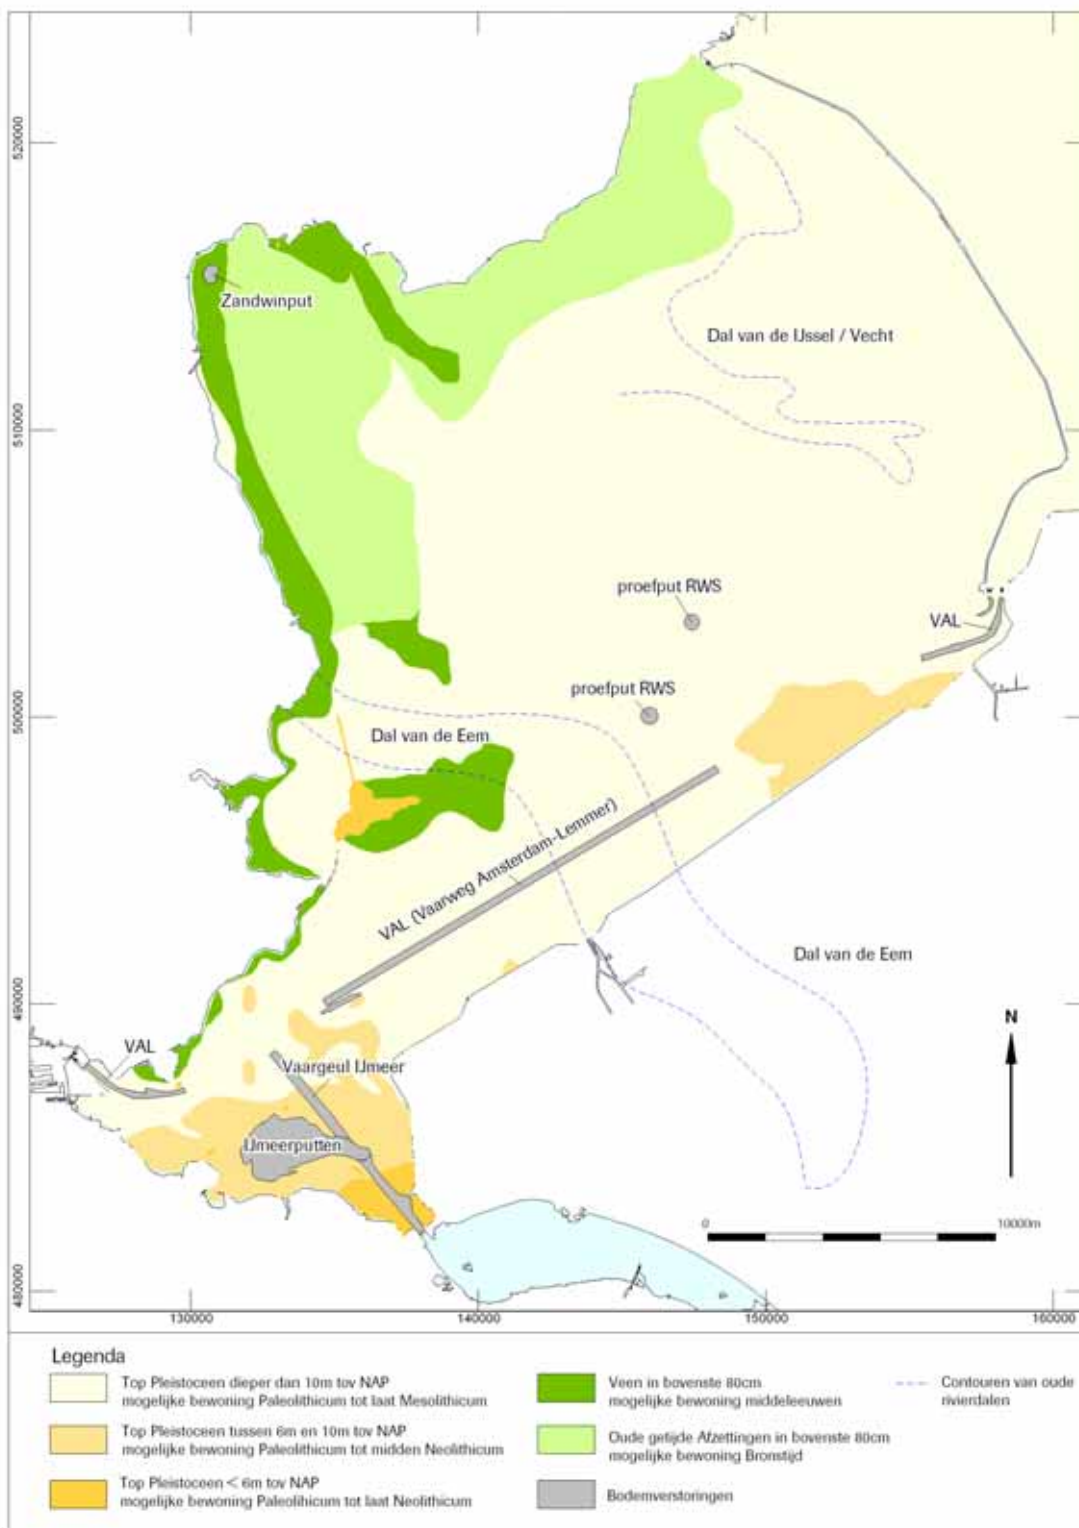 520000
Zandwinput
Dal van de IJssel / Vecht
510000
proefput RWS
VAL
proefput RWS
500000
Dal van de Eem
VAL (Vaarweg Amsterdam-Lemmer)
Dal van de Eem
490000
N
VAL
Vaargeul IJmeer
IJmeerputten
0 10000m
480000
130000 140000 150000 160000
Legenda
Top Pleistoceen dieper dan 10m tov NAP
mogelijke bewoning Paleolithicum tot laat Mesolithicum
Top Pleistoceen tussen 6m en 10m tov NAP
mogelijke bewoning Paleolithicum tot midden Neolithicum
Top Pleistoceen < 6m tov NAP
mogelijke bewoning Paleolihicum tot laat Neolithicum
Veen in bovenste 80cm
mogelijke bewoning middeleeuwen
Oude getijde Afzettingen in bovenste 80cm
mogelijke bewoning Bronstijd
Bodemverstoringen
Contouren van oude
rivierdalen